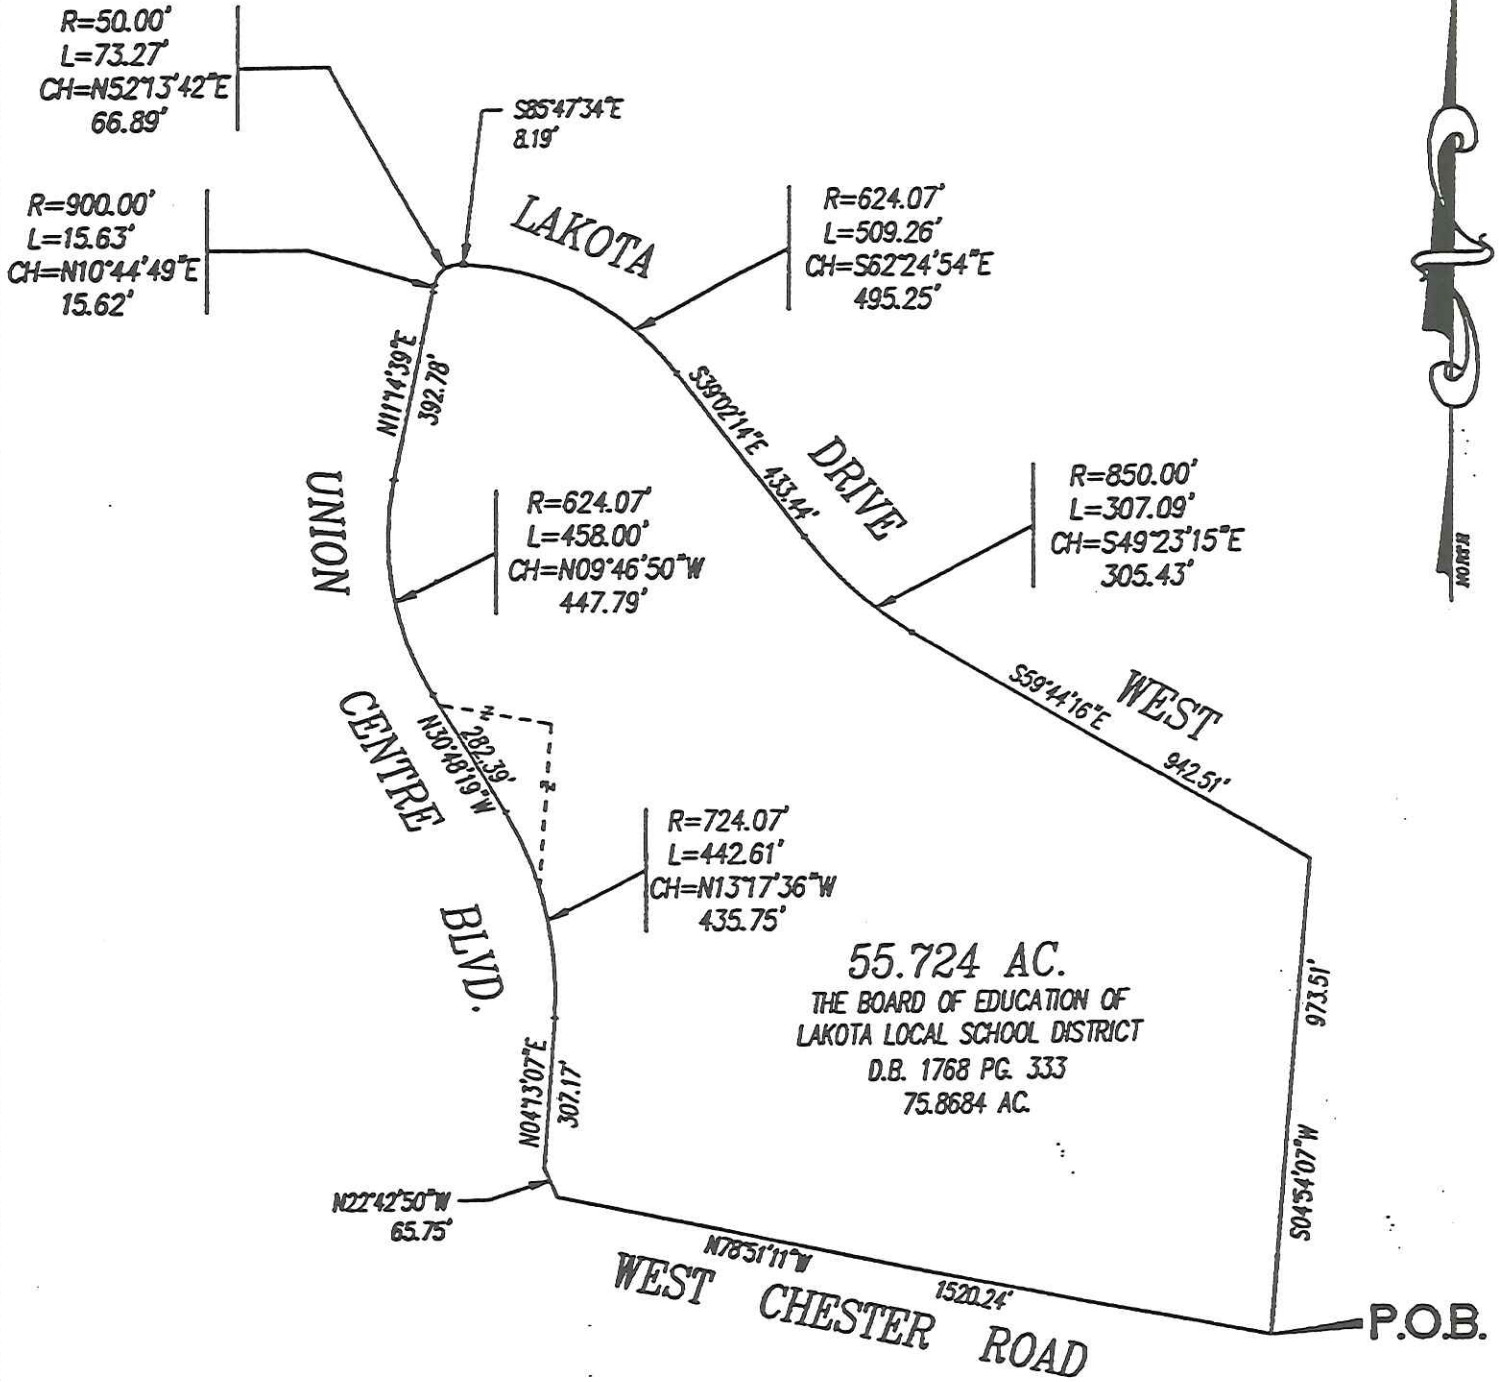 R=50.00'
L=73.27'
CH=N52°13'42"E
66.89'
S85°47'34"E
8.19'
R=900.00'
L=15.63'
CH=N10°44'49"E
15.62'
LAKOTA
R=624.07'
L=509.26'
CH=S62°24'54"E
495.25'
N11°14'39"E
392.78'
S39°02'14"E 433.44'
DRIVE
UNION
R=624.07'
L=458.00'
CH=N09°46'50"W
447.79'
R=850.00'
L=307.09'
CH=S49°23'15"E
305.43'
NORTH
S59°44'16"E 942.51'
WEST
CENTRE
282.39'
N30°48'19"W
R=724.07'
L=442.61'
CH=N13°17'36"W
435.75'
BLVD.
55.724 AC.
THE BOARD OF EDUCATION OF
LAKOTA LOCAL SCHOOL DISTRICT
D.B. 1768 PG. 333
75.8684 AC.
S04°54'07"W 973.51'
N04°13'07"E
307.17'
N22°42'50"W
65.75'
N78°51'11"W 1520.24'
WEST CHESTER ROAD
P.O.B.